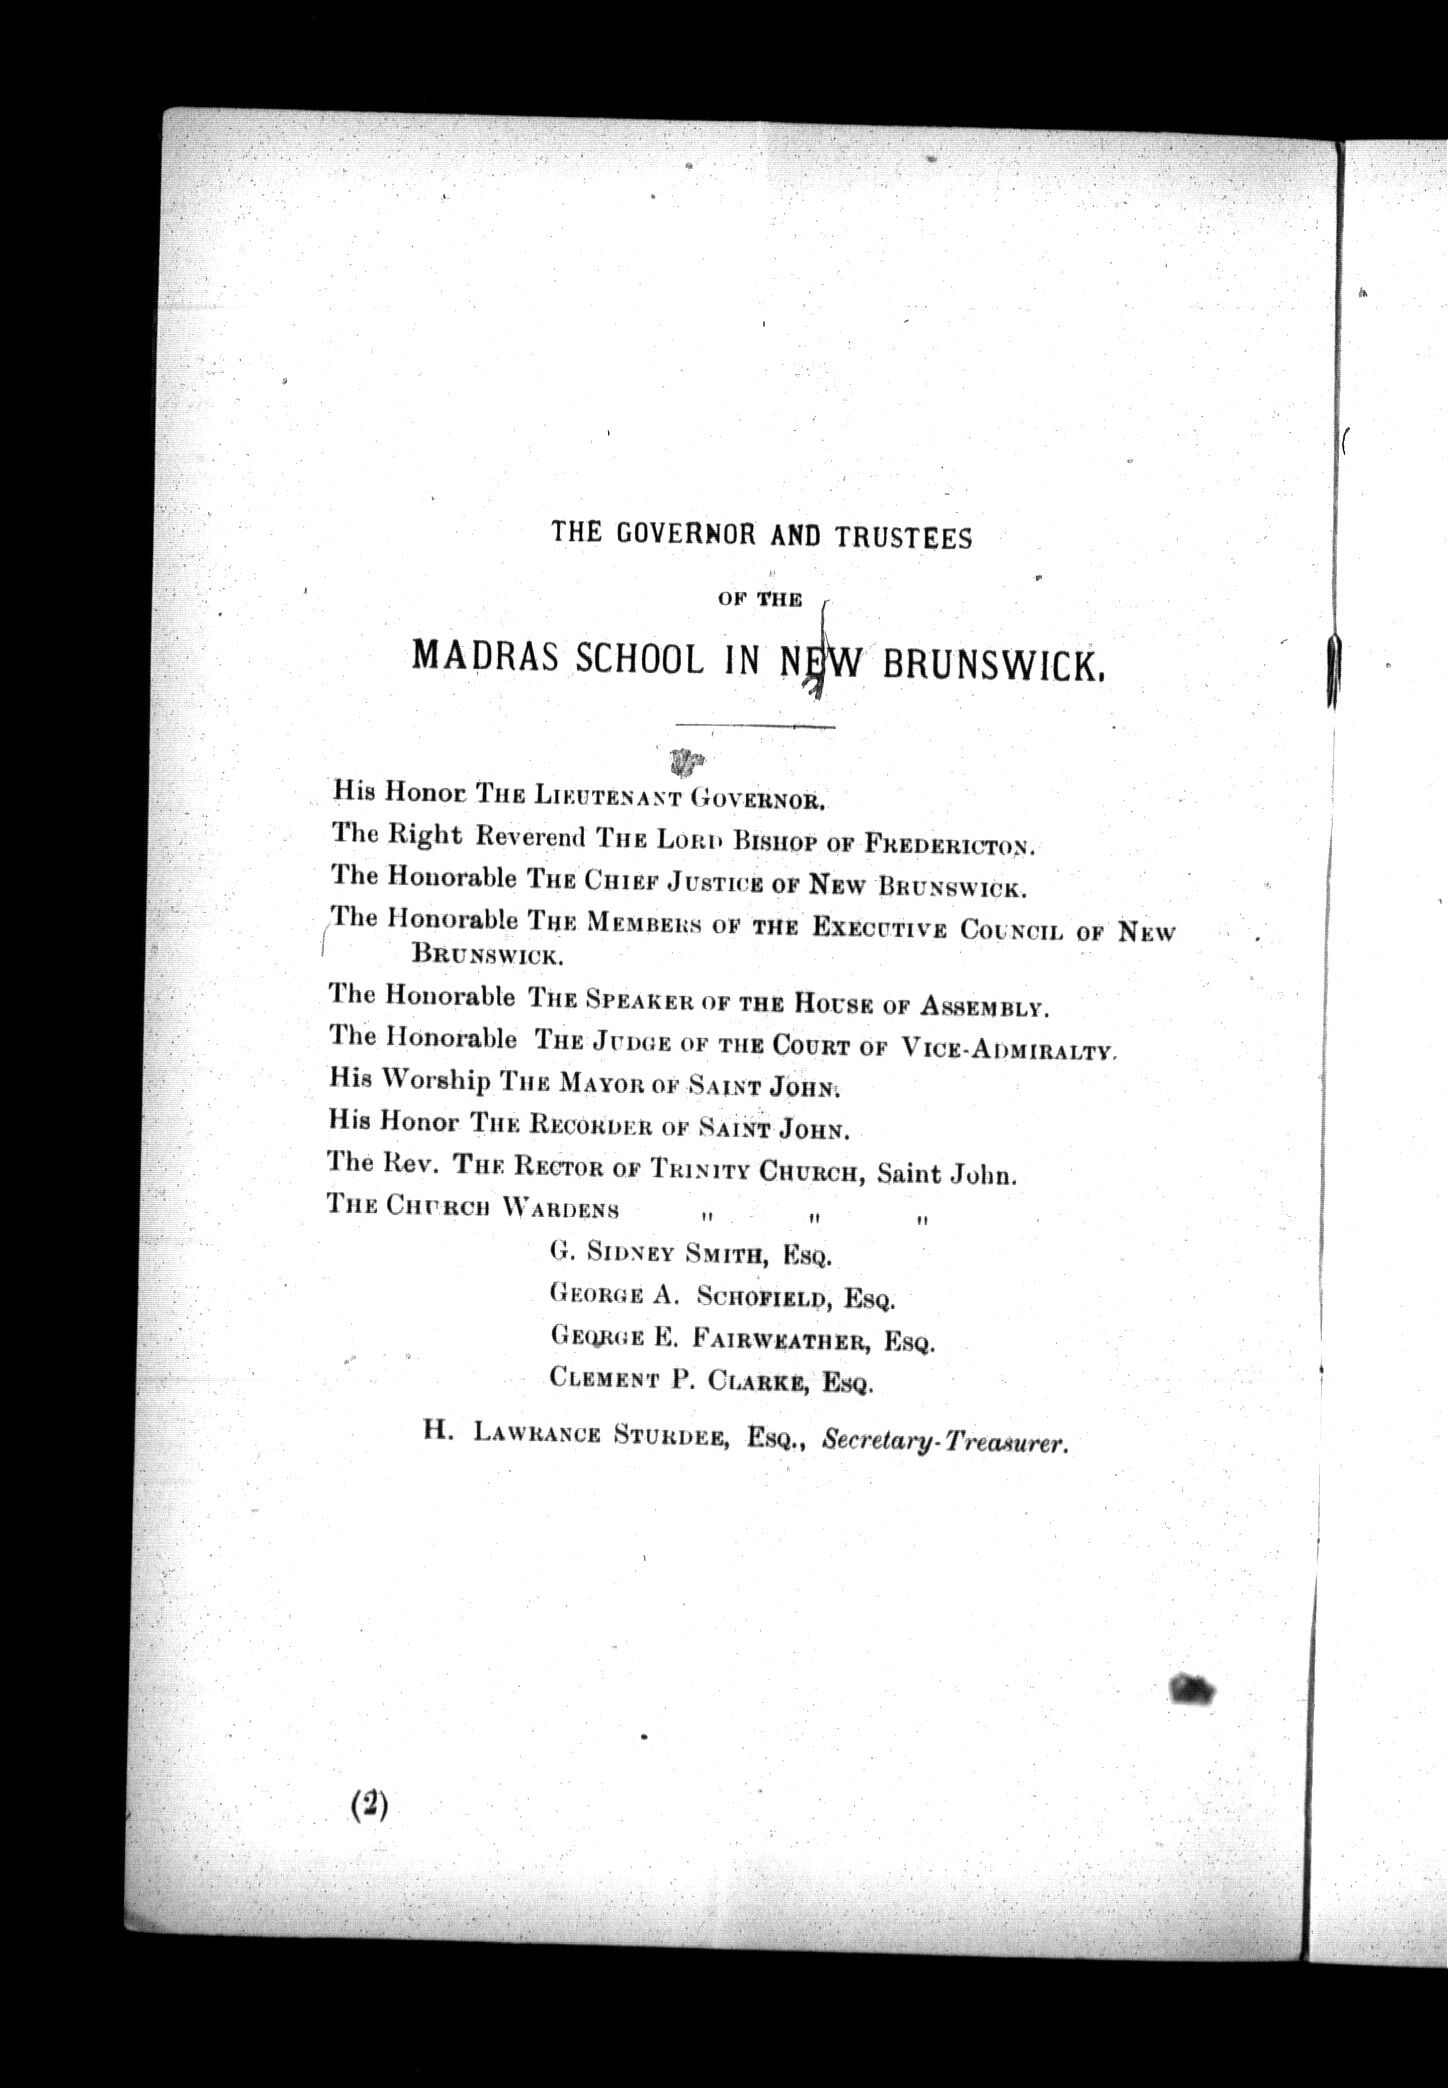 THE GOVERNOR AND TRUSTEES
OF THE
MADRAS SCHOOL IN NEW BRUNSWICK.
His Honor THE LIEUTENANT GOVERNOR.
The Right Reverend THE LORD BISHOP OF FREDERICTON.
The Honorable THE CHIEF JUSTICE OF NEW BRUNSWICK.
The Honorable THE MEMBERS OF THE EXECUTIVE COUNCIL OF NEW
BRUNSWICK.
The Honorable THE SPEAKER OF THE HOUSE OF ASSEMBLY.
The Honorable THE JUDGE OF THE COURT OF VICE-ADMIRALTY.
His Worship THE MAYOR OF SAINT JOHN.
His Honor THE RECORDER OF SAINT JOHN.
The Rev. THE RECTOR OF TRINITY CHURCH, Saint John.
THE CHURCH WARDENS " " "
G. SIDNEY SMITH, ESQ.
GEORGE A. SCHOFIELD, ESQ.
GEORGE E. FAIRWEATHER, ESQ.
CLEMENT P. CLARKE, ESQ.
H. LAWRANCE STURDEE, ESQ., Secretary-Treasurer.
(2)